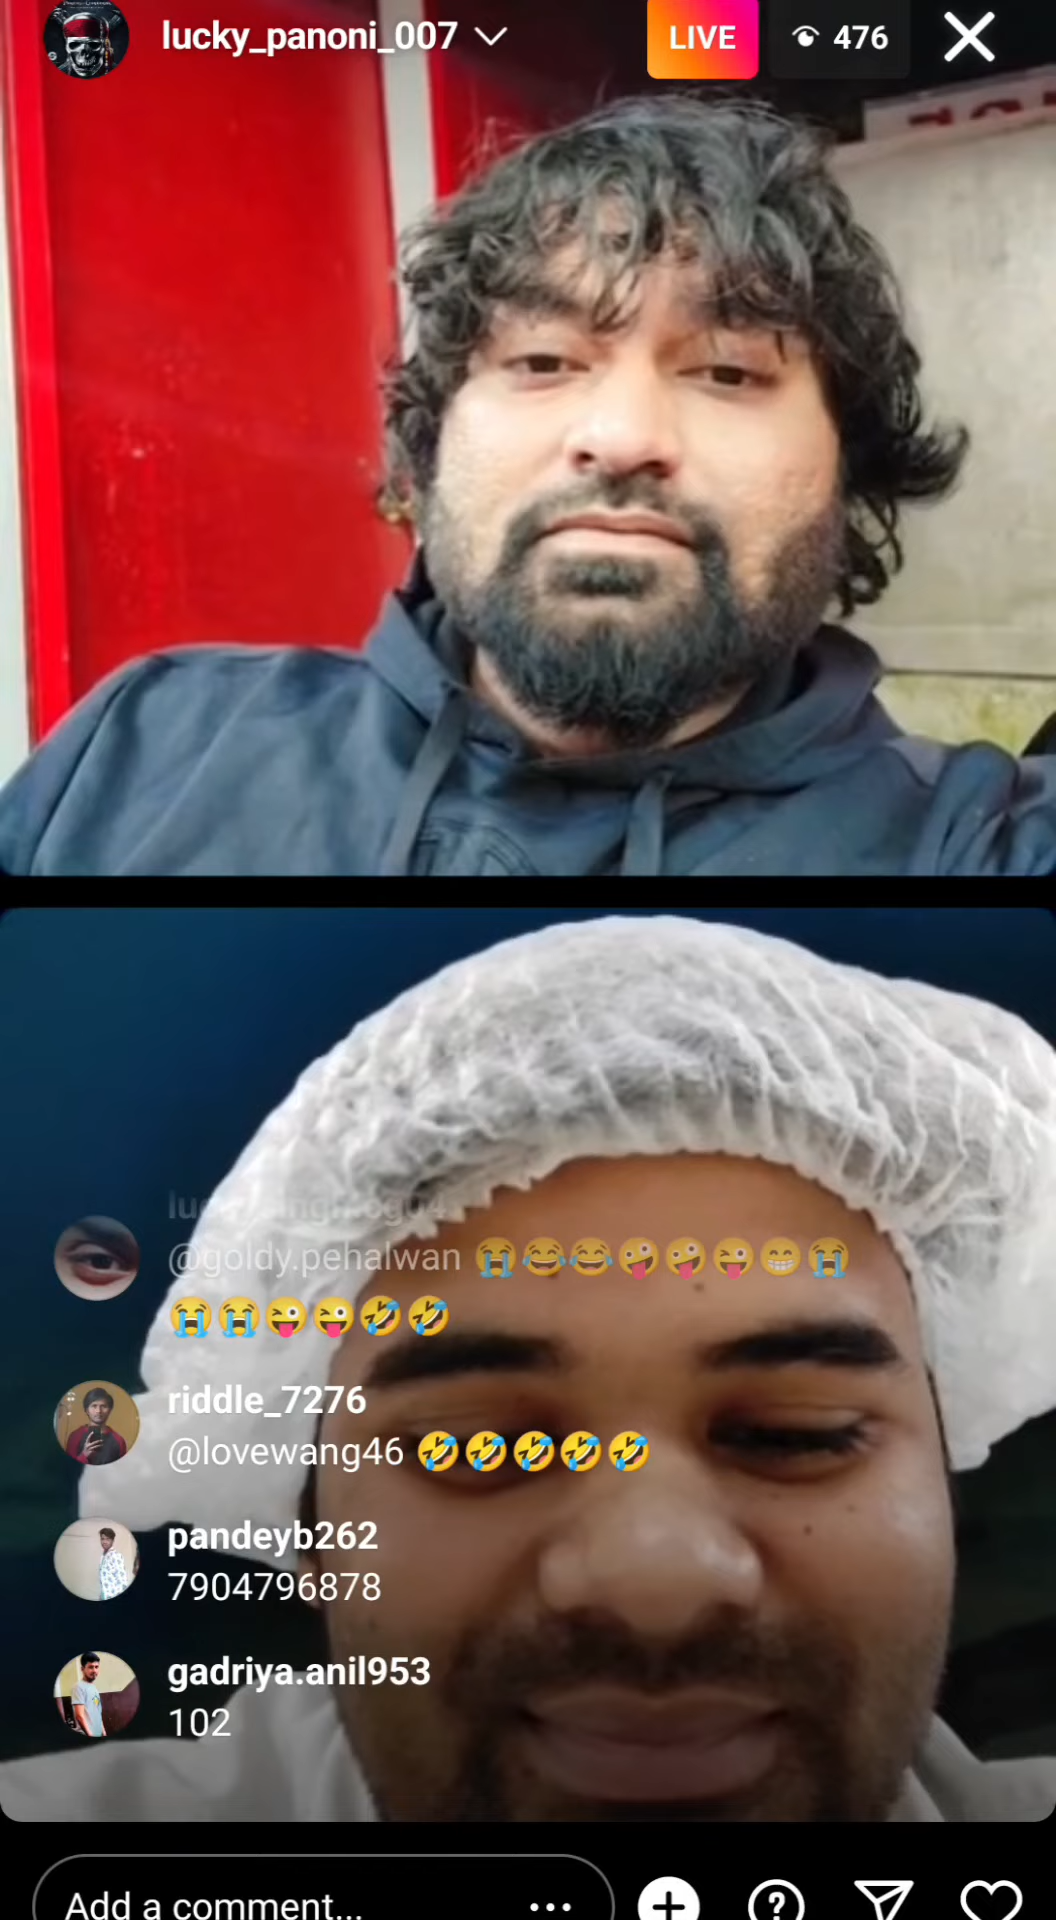 lucky_panoni_007
LIVE
476
@goldy.pehalwan 😭😂😂🤪🤪😜😁😭
😭😭😜😜🤣🤣
riddle_7276
@lovewang46 🤣🤣🤣🤣🤣
pandeyb262
7904796878
gadriya.anil953
102
Add a comment...